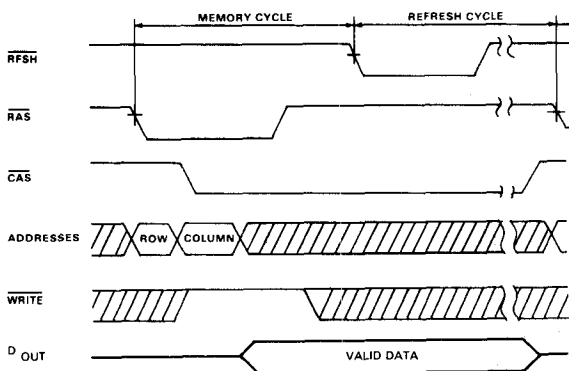 MEMORY CYCLE REFRESH CYCLE
RFSH
RAS
CAS
ADDRESSES ROW COLUMN
WRITE
D OUT VALID DATA